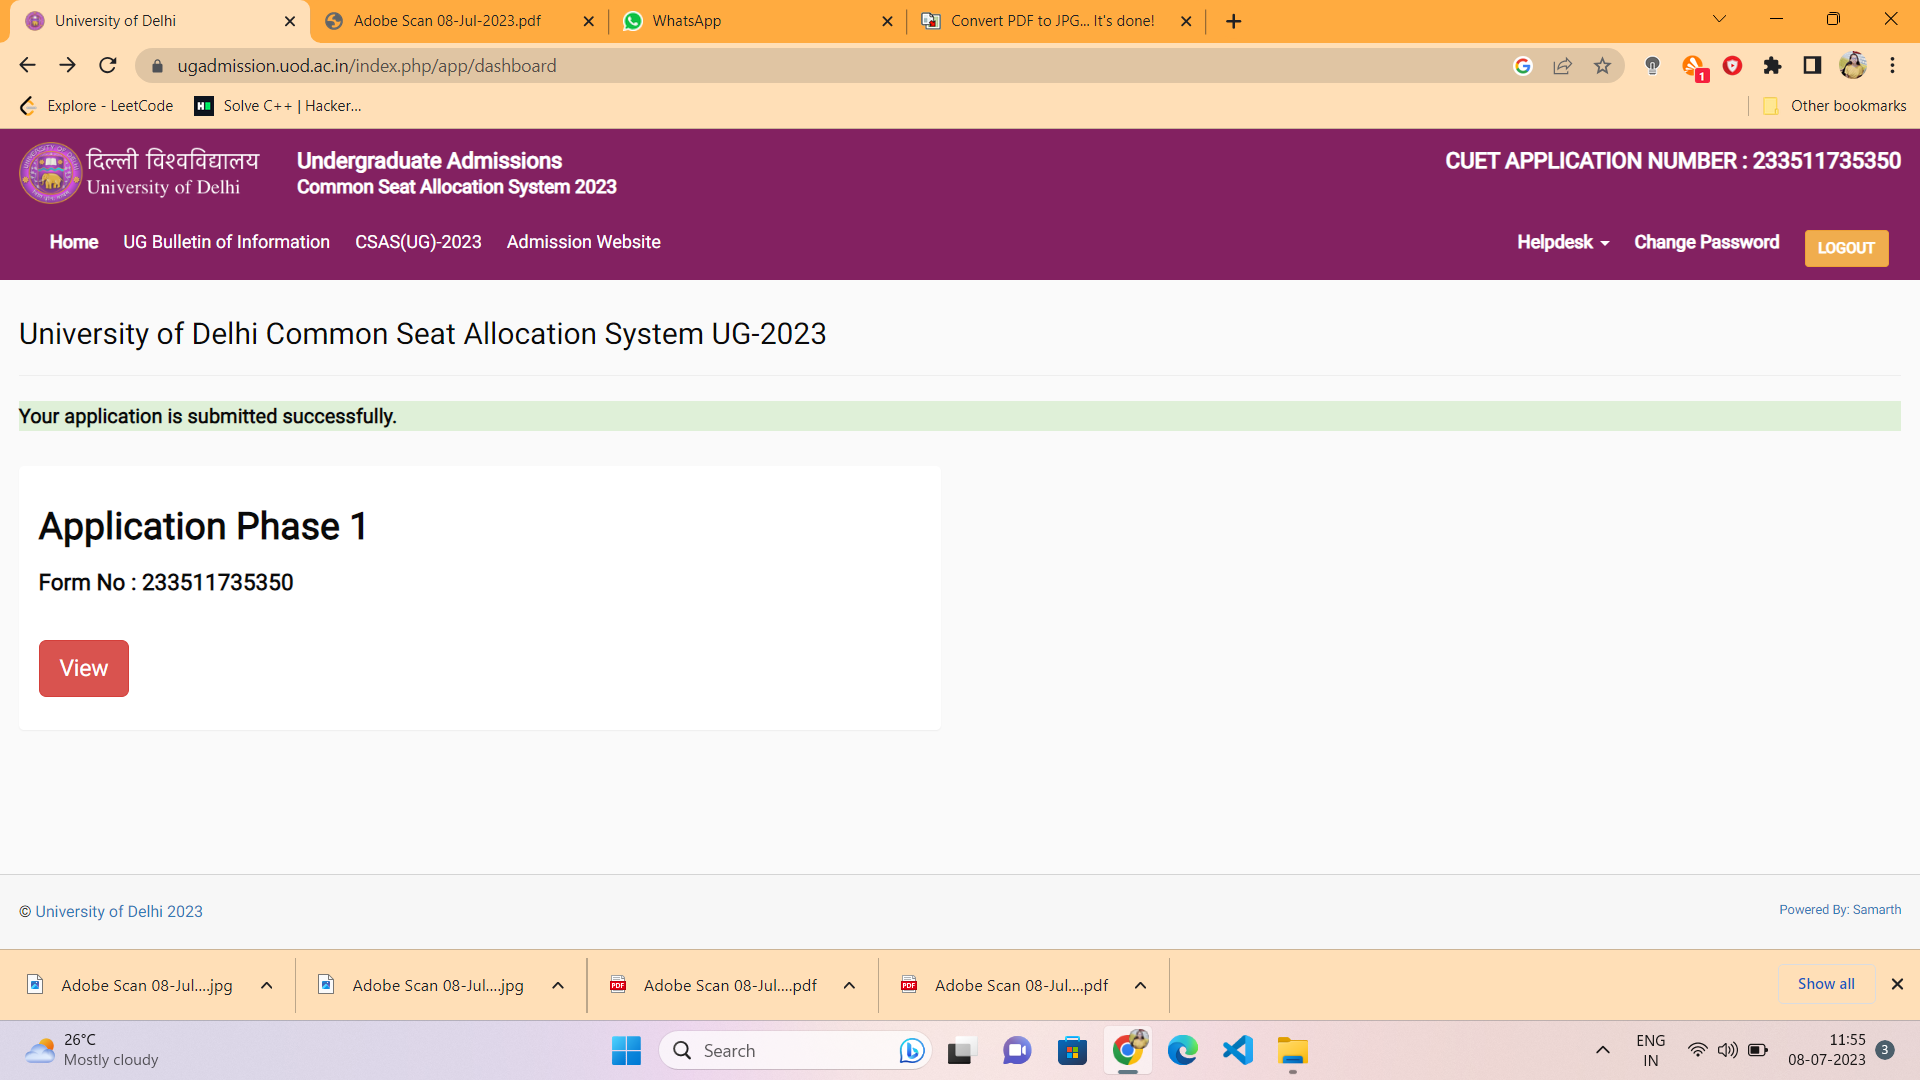 University of Delhi
Adobe Scan 08-Jul-2023.pdf
WhatsApp
Convert PDF to JPG... It's done!
ugadmission.uod.ac.in/index.php/app/dashboard
1
Explore - LeetCode
Solve C++ | Hacker...
Other bookmarks
दिल्ली विश्वविद्यालय
University of Delhi
Undergraduate Admissions
Common Seat Allocation System 2023
CUET APPLICATION NUMBER : 233511735350
Home
UG Bulletin of Information
CSAS(UG)-2023
Admission Website
Helpdesk
Change Password
LOGOUT
University of Delhi Common Seat Allocation System UG-2023
Your application is submitted successfully.
Application Phase 1
Form No : 233511735350
View
© University of Delhi 2023
Powered By: Samarth
Adobe Scan 08-Jul....jpg
Adobe Scan 08-Jul....jpg
Adobe Scan 08-Jul....pdf
Adobe Scan 08-Jul....pdf
Show all
26°C
Mostly cloudy
Search
ENG
IN
11:55
08-07-2023
3